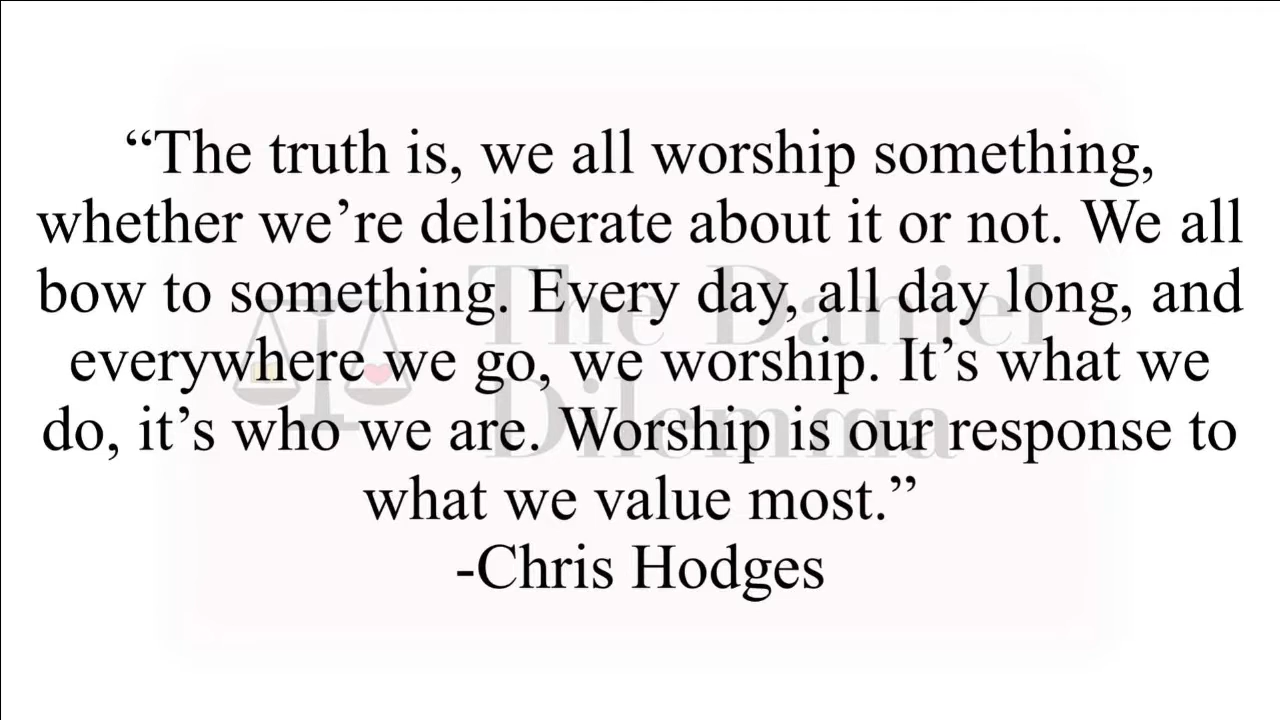 “The truth is, we all worship something,
whether we’re deliberate about it or not. We all
bow to something. Every day, all day long, and
everywhere we go, we worship. It’s what we
do, it’s who we are. Worship is our response to
what we value most.”
-Chris Hodges
The Daniel
Dilemma